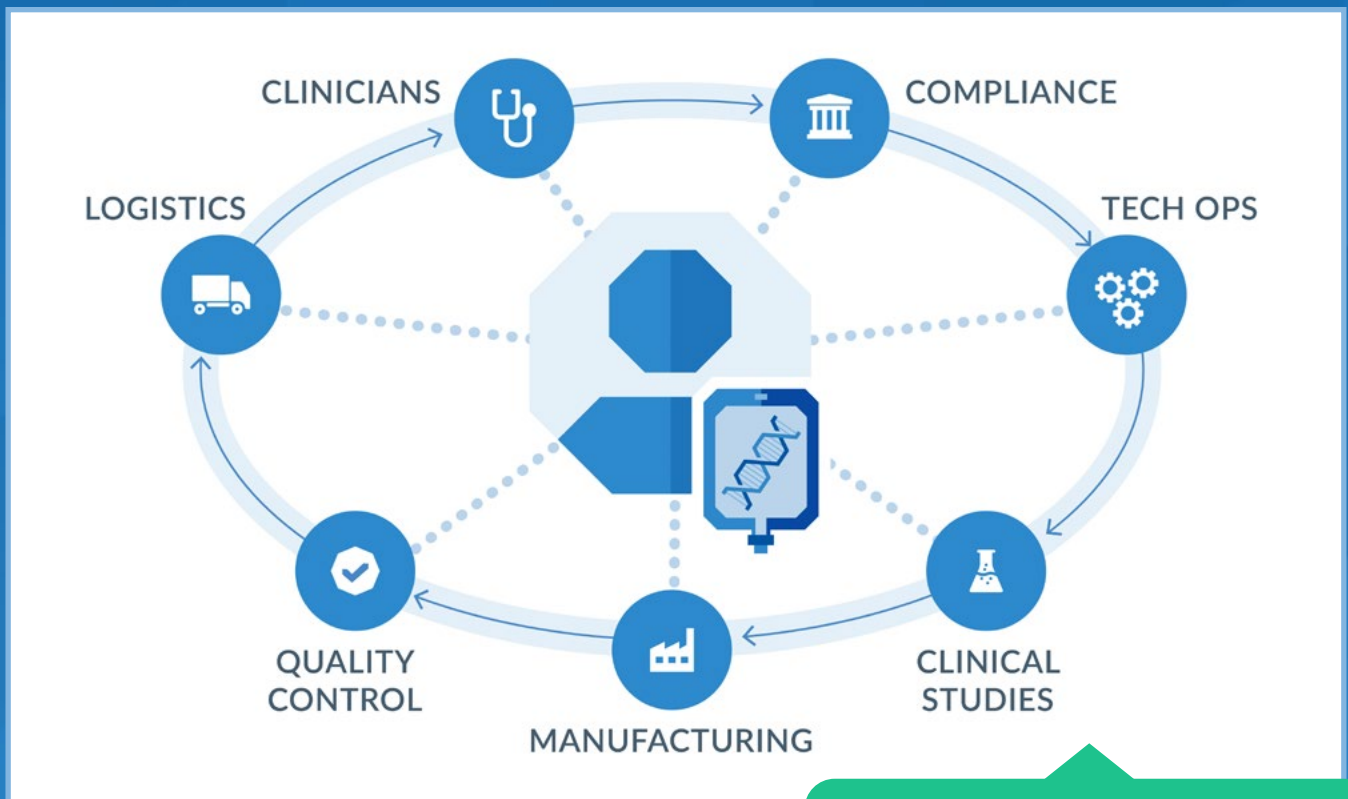 CLINICIANS
COMPLIANCE
LOGISTICS
TECH OPS
QUALITY
CONTROL
CLINICAL
STUDIES
MANUFACTURING